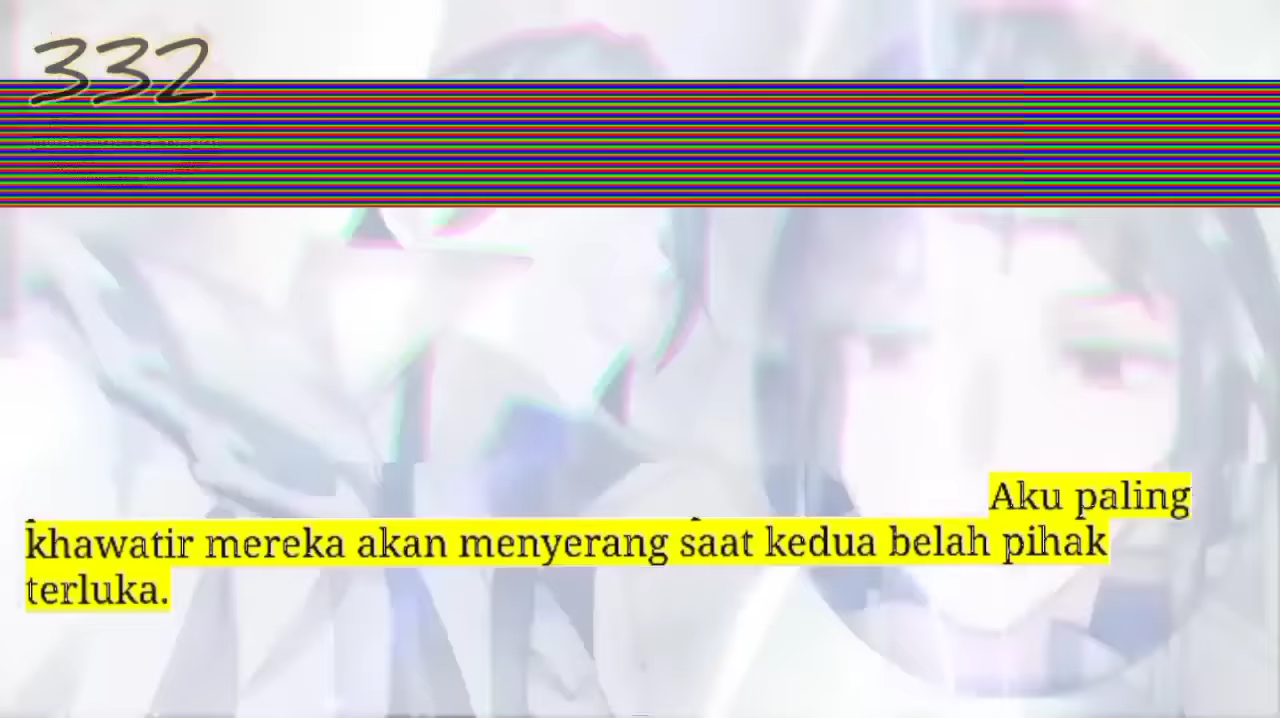 332
Aku paling
khawatir mereka akan menyerang saat kedua belah pihak
terluka.